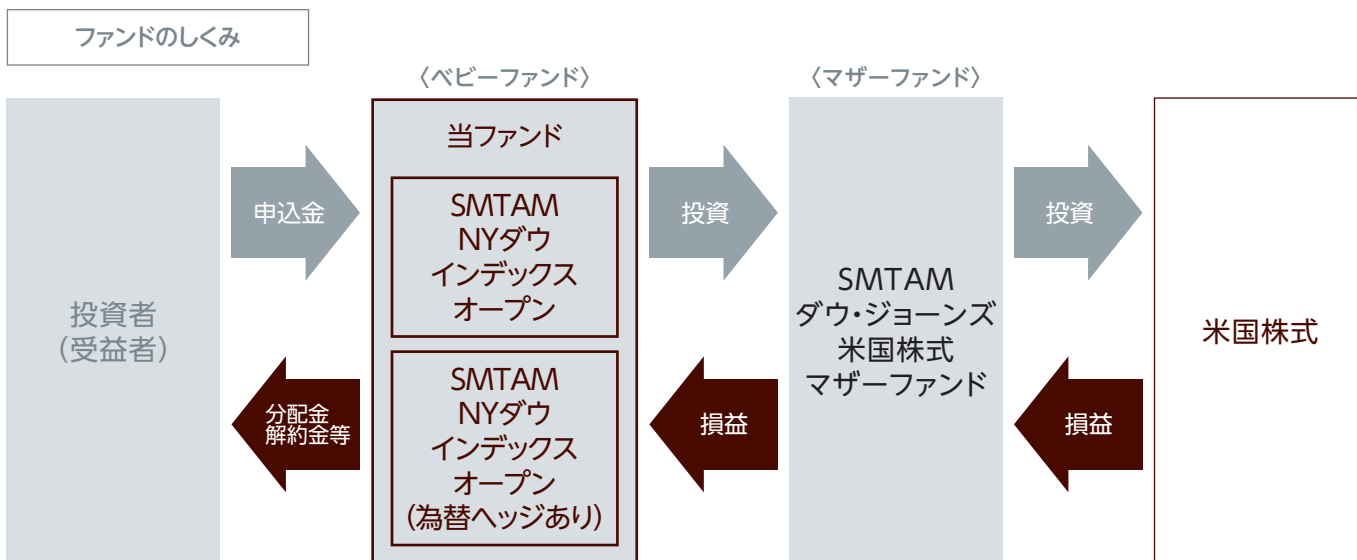 ファンドのしくみ
〈ベビーファンド〉
〈マザーファンド〉
投資者
(受益者)
申込金
分配金
解約金等
当ファンド
SMTAM
NYダウ
インデックス
オープン
SMTAM
NYダウ
インデックス
オープン
(為替ヘッジあり)
投資
損益
SMTAM
ダウ・ジョーンズ
米国株式
マザーファンド
投資
損益
米国株式